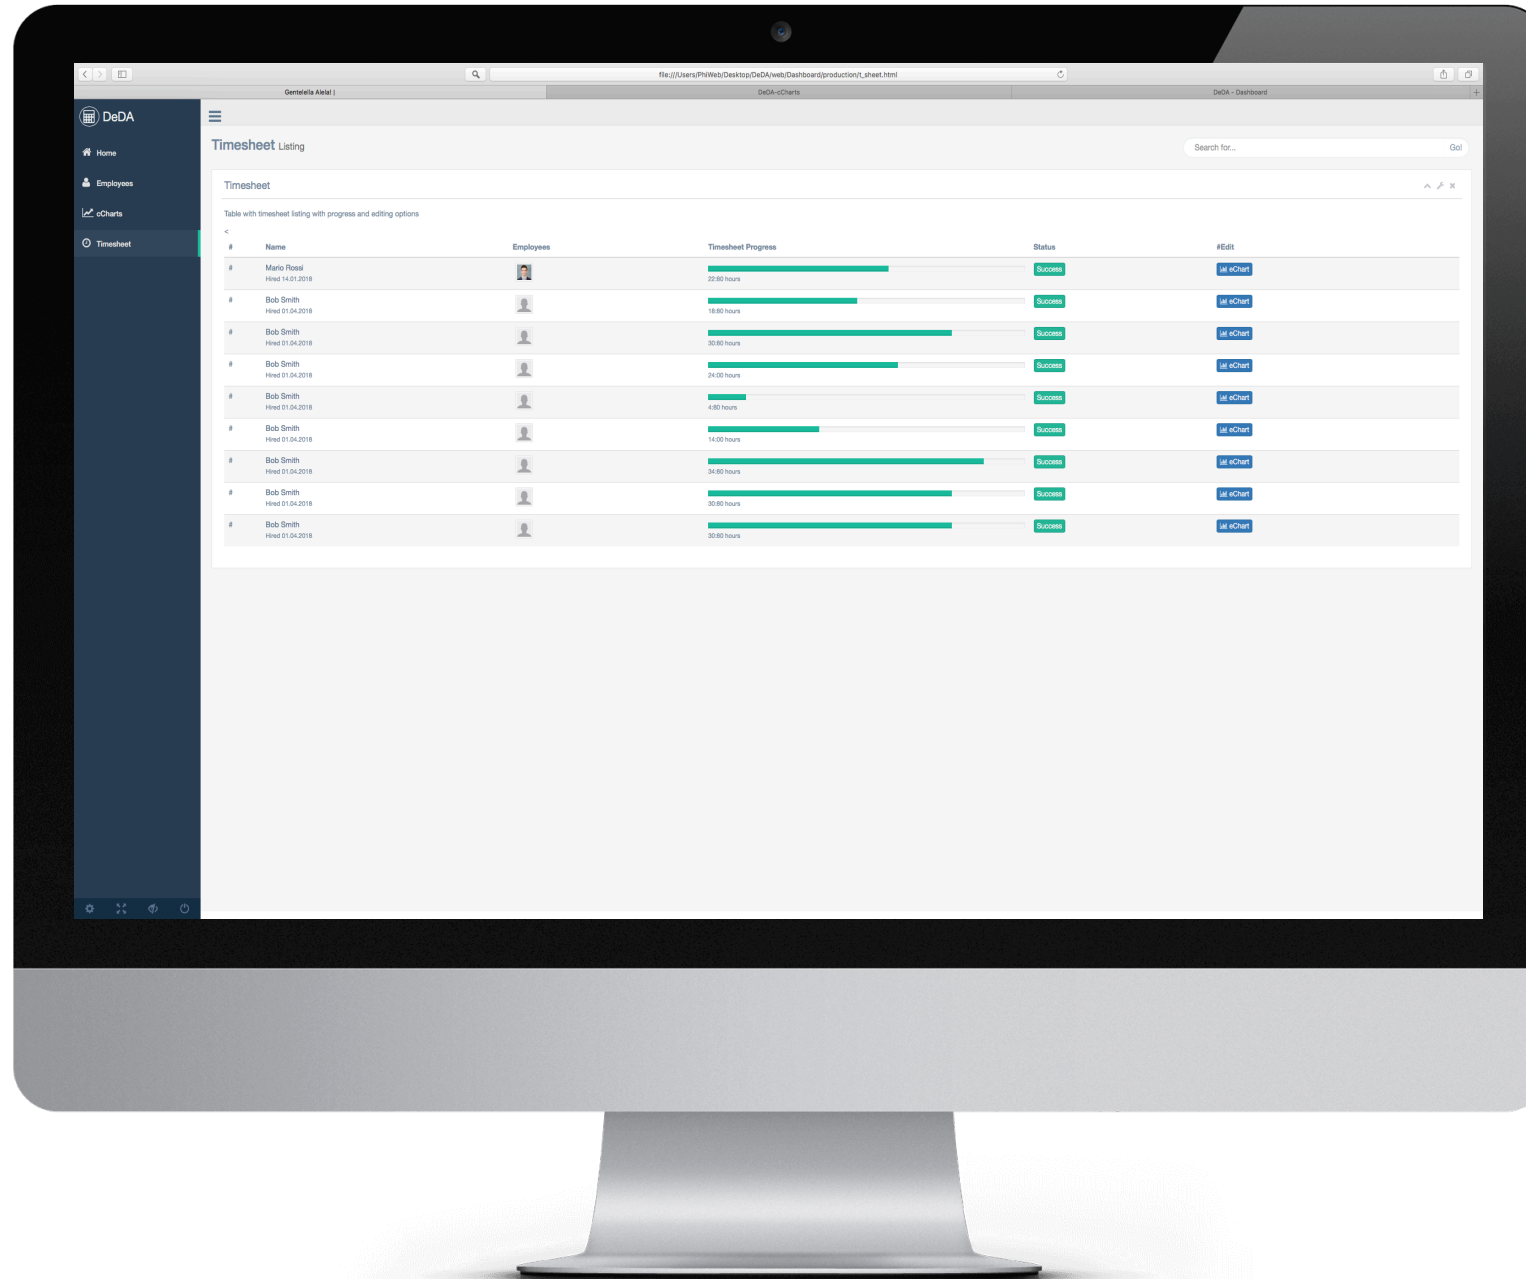 file:///Users/PhiWeb/Desktop/DeDA/web/Dashboard/production/t_sheet.html
Gentelella Alela! | DeDA-cCharts DeDA - Dashboard
DeDA
Home
Employees
cCharts
Timesheet
Timesheet Listing
Search for... Go!
Timesheet
Table with timesheet listing with progress and editing options
<
# Name Employees Timesheet Progress Status #Edit
# Mario Rossi Success eChart
Hired 14.01.2018 22:80 hours
# Bob Smith Success eChart
Hired 01.04.2018 18:80 hours
# Bob Smith Success eChart
Hired 01.04.2018 30:60 hours
# Bob Smith Success eChart
Hired 01.04.2018 24:00 hours
# Bob Smith Success eChart
Hired 01.04.2018 4:80 hours
# Bob Smith Success eChart
Hired 01.04.2018 14:00 hours
# Bob Smith Success eChart
Hired 01.04.2018 34:60 hours
# Bob Smith Success eChart
Hired 01.04.2018 30:60 hours
# Bob Smith Success eChart
Hired 01.04.2018 30:60 hours